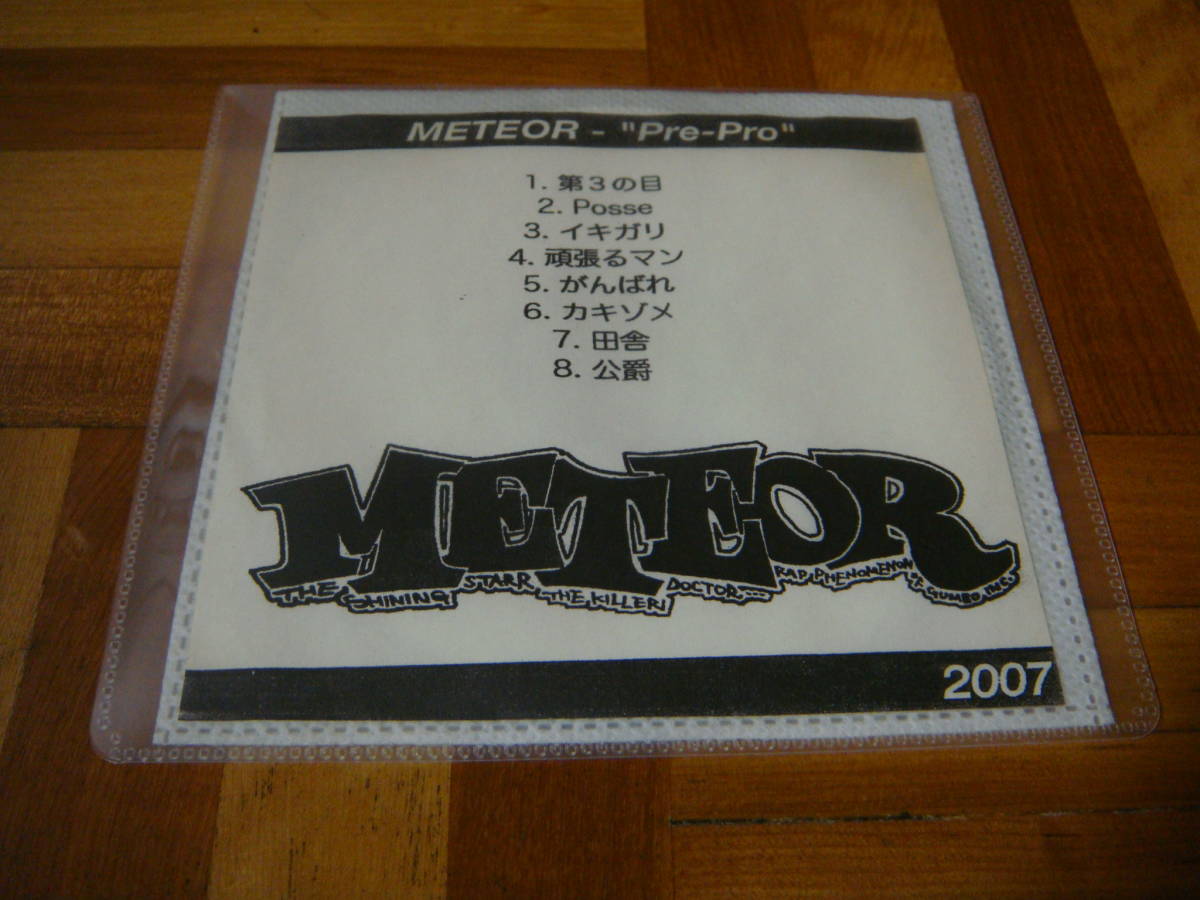 METEOR - "Pre-Pro"
1. 第3の目
2. Posse
3. イキガリ
4. 頑張るマン
5. がんばれ
6. カキゾメ
7. 田舎
8. 公爵
METEOR
THE SHINING STARR THE KILLER DOCTOR,... RAP PHENOMENON GUMBO, INC.
2007